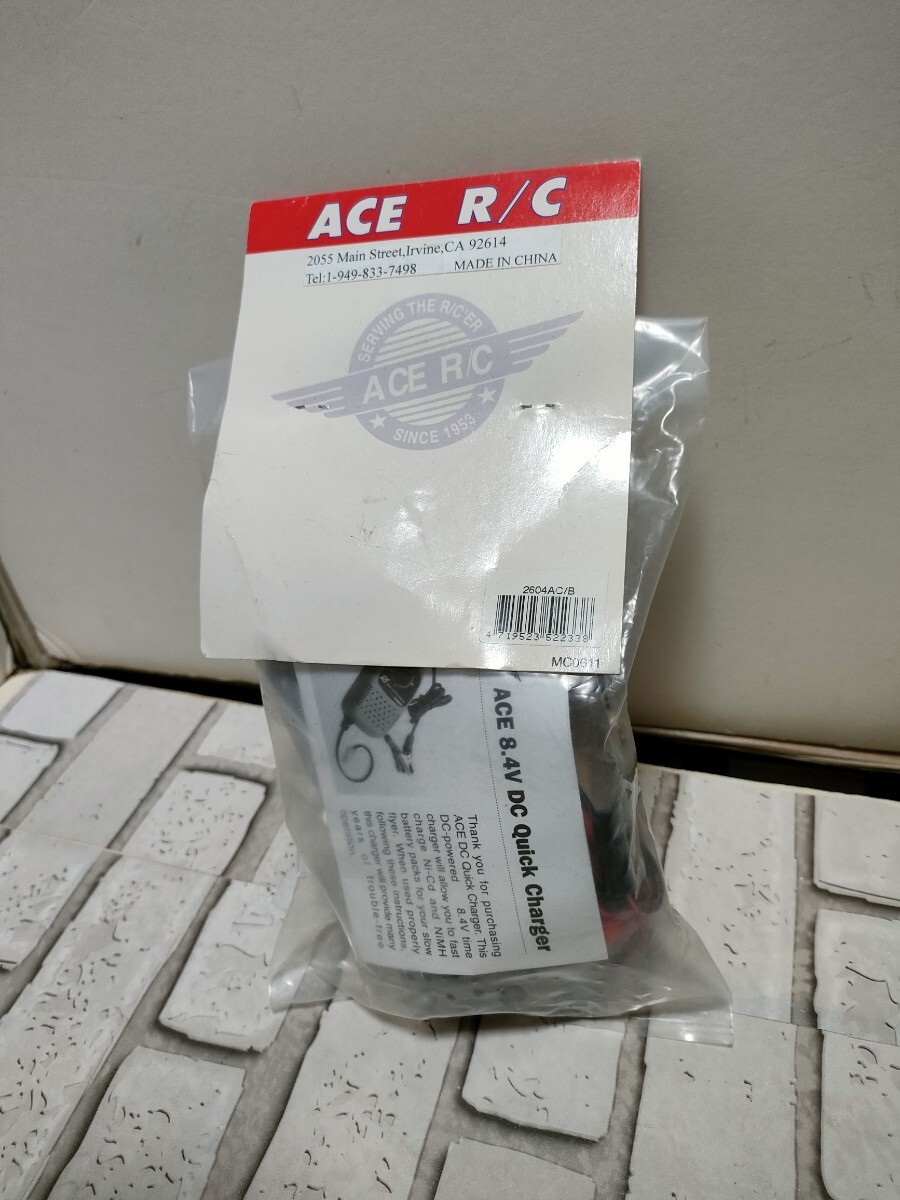 ACE R/C
2055 Main Street,Irvine,CA 92614
Tel:1-949-833-7498 MADE IN CHINA
SERVING THE R/C'ER
ACE R/C
★ SINCE 1953 ★
2604AC/B
4 719523 522339
MC0611
ACE 8.4V DC Quick Charger
Thank you for purchasing
ACE DC Quick Charger. This
DC-powered 8.4V time
charger will allow you to fast
charge Ni-Cd and NiMH
battery packs for your slow
flyer. When used properly
following these instructions,
this charger will provide many
years of trouble-free
operation.